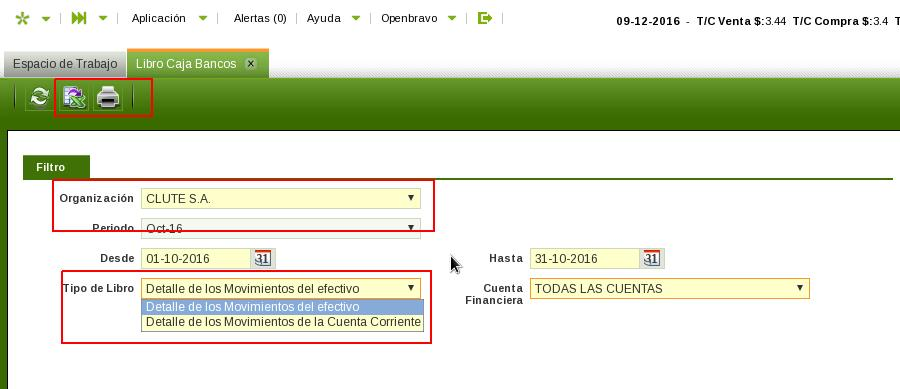 Aplicación Alertas (0) Ayuda Openbravo 09-12-2016 - T/C Venta $:3.44 T/C Compra $:3.4 T
Espacio de Trabajo Libro Caja Bancos x
Filtro
Organización CLUTE S.A.
Periodo Oct-16
Desde 01-10-2016 31 Hasta 31-10-2016 31
Tipo de Libro Detalle de los Movimientos del efectivo Cuenta Financiera TODAS LAS CUENTAS
Detalle de los Movimientos del efectivo
Detalle de los Movimientos de la Cuenta Corriente